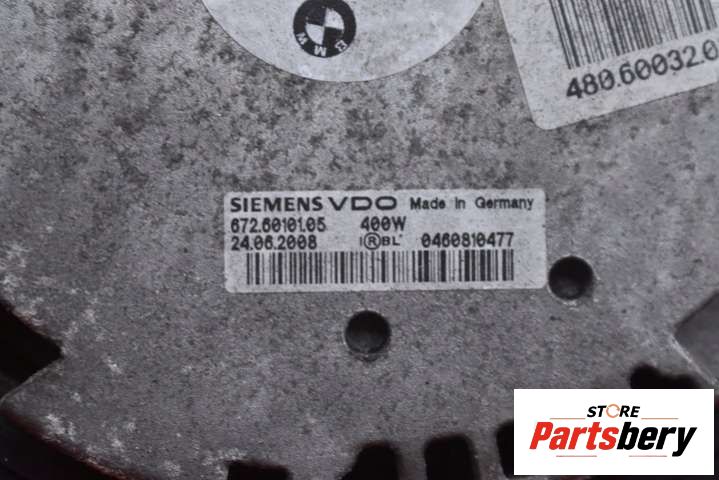 BMW
480.60032.0
SIEMENS VDO Made in Germany
672.60101.05 400W
24.06.2008 IⓇBL 0460810477
STORE
Partsbery